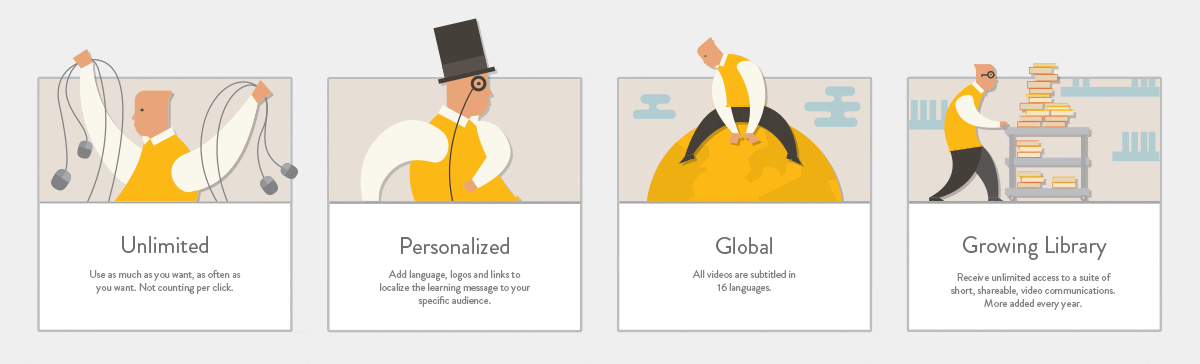 Unlimited
Use as much as you want, as often as
you want. Not counting per click.
Personalized
Add language, logos and links to
localize the learning message to your
specific audience.
Global
All videos are subtitled in
16 languages.
Growing Library
Receive unlimited access to a suite of
short, shareable, video communications.
More added every year.